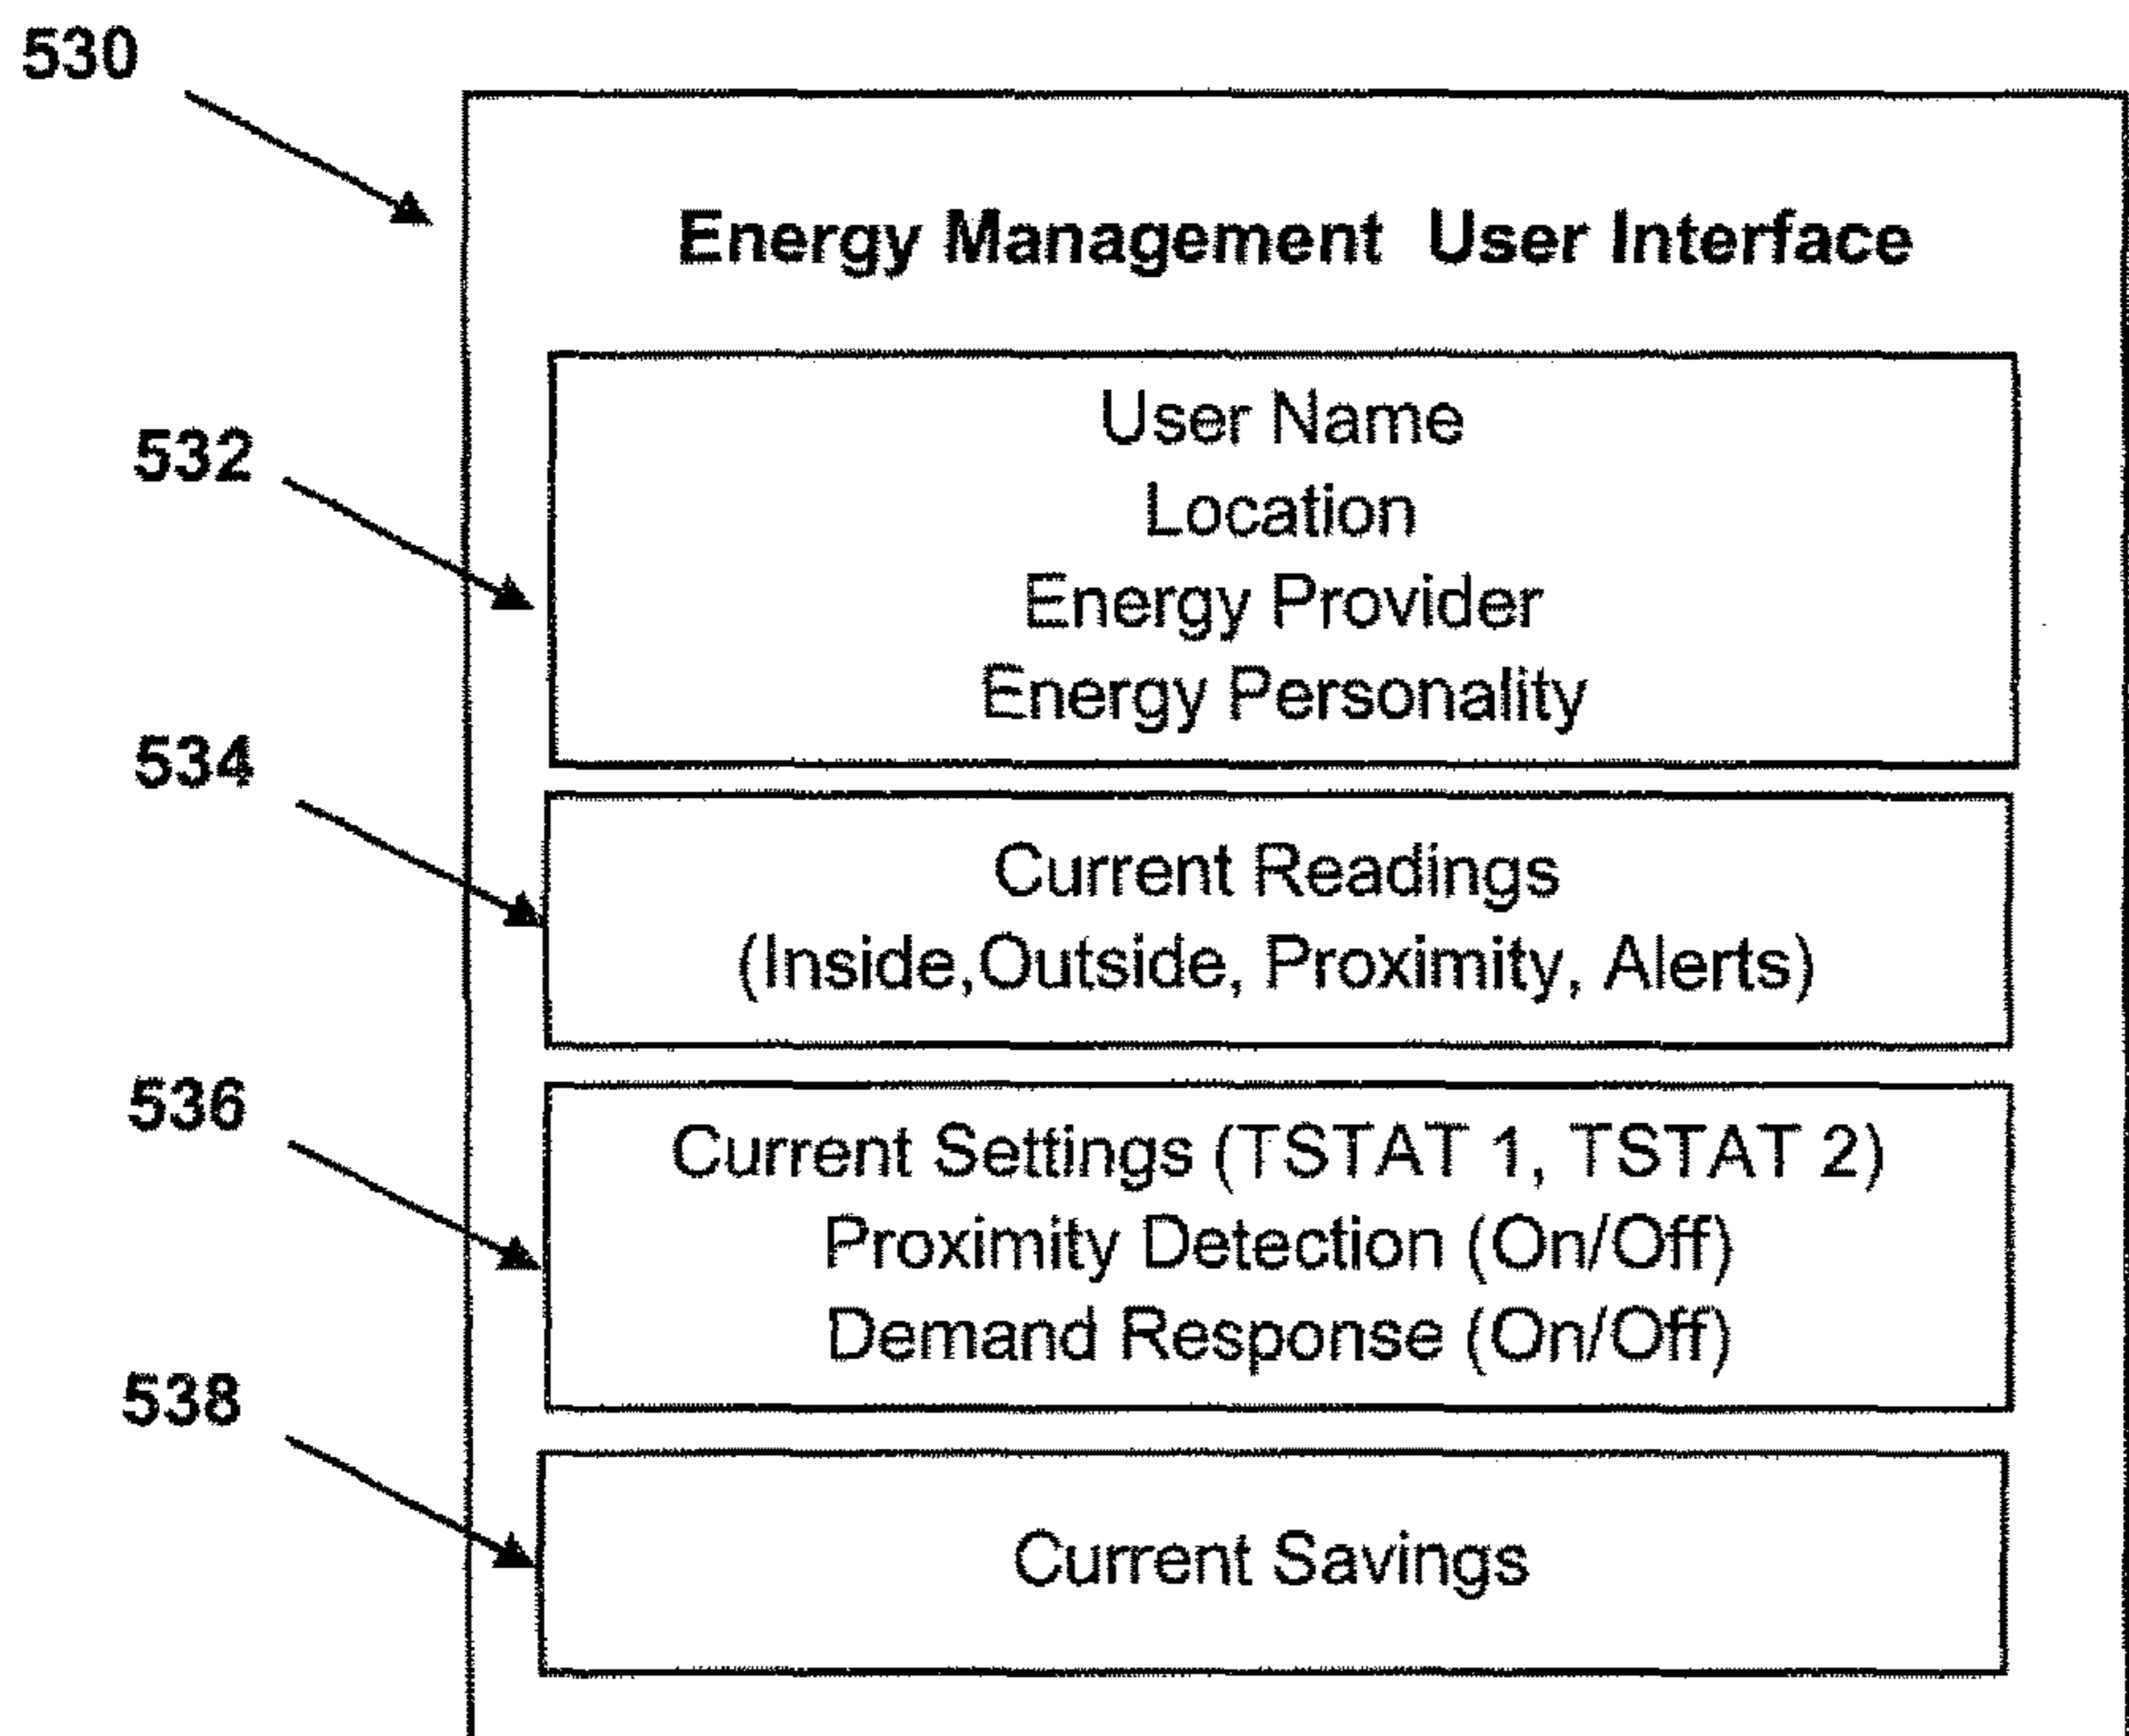 530
Energy Management User Interface
532
User Name
Location
Energy Provider
Energy Personality
534
Current Readings
(Inside,Outside, Proximity, Alerts)
536
Current Settings (TSTAT 1, TSTAT 2)
Proximity Detection (On/Off)
Demand Response (On/Off)
538
Current Savings